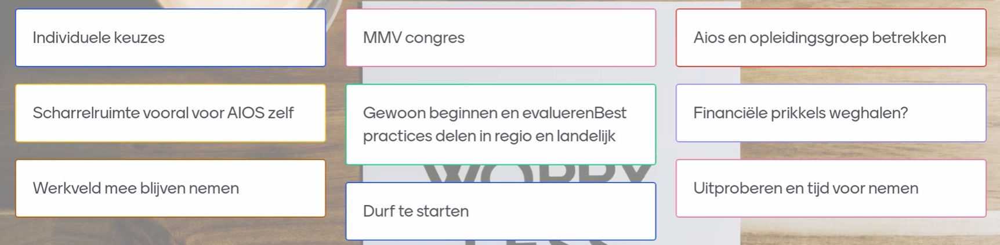 Individuele keuzes
MMV congres
Aios en opleidingsgroep betrekken
Scharrelruimte vooral voor AIOS zelf
Gewoon beginnen en evaluerenBest
practices delen in regio en landelijk
Financiële prikkels weghalen?
Werkveld mee blijven nemen
Durf te starten
Uitproberen en tijd voor nemen